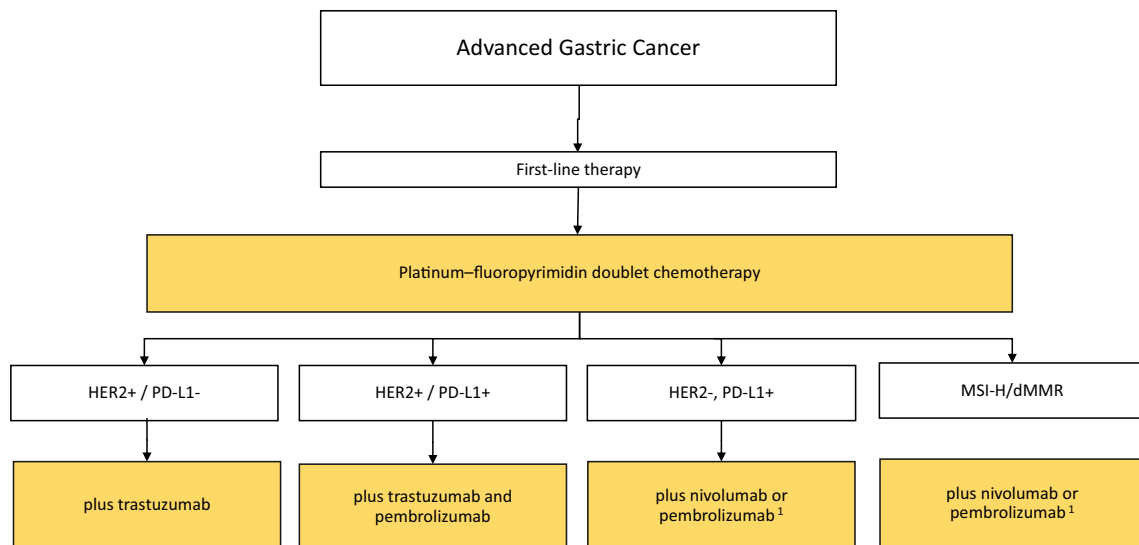 Advanced Gastric Cancer
First-line therapy
Platinum–fluoropyrimidin doublet chemotherapy
HER2+ / PD-L1-
HER2+ / PD-L1+
HER2-, PD-L1+
MSI-H/dMMR
plus trastuzumab
plus trastuzumab and
pembrolizumab
plus nivolumab or
pembrolizumab 1
plus nivolumab or
pembrolizumab 1